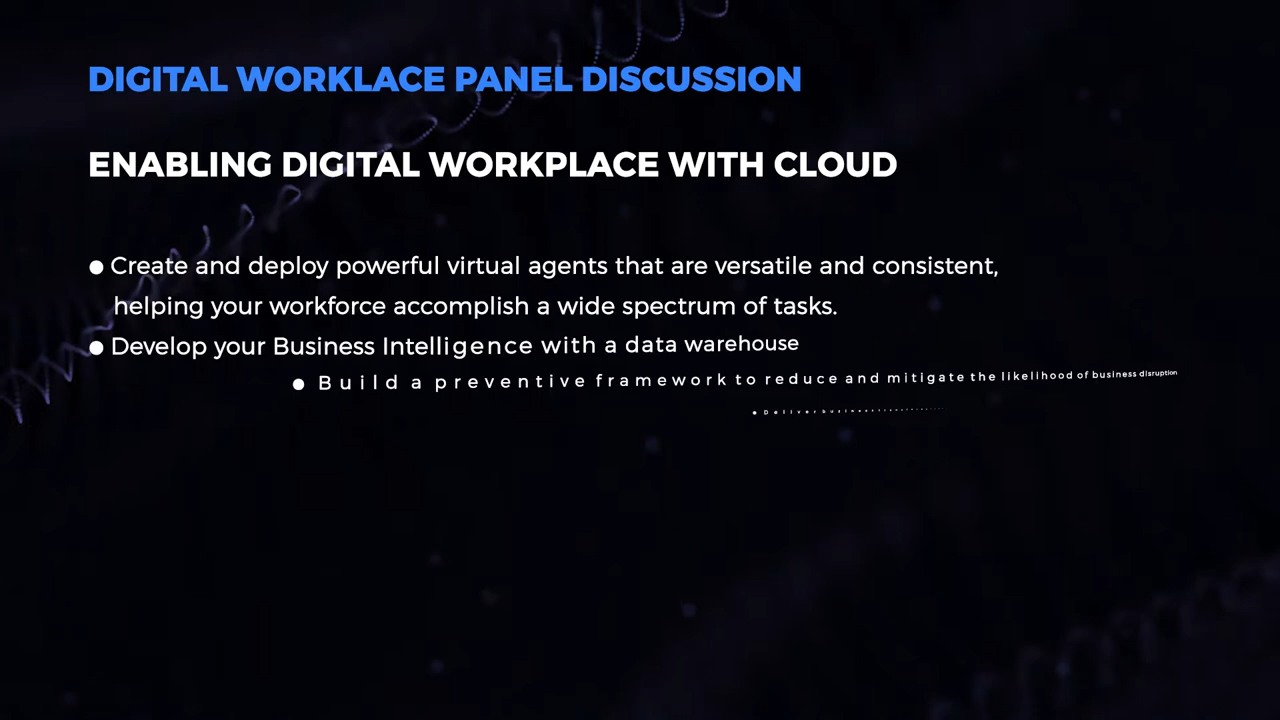 DIGITAL WORKLACE PANEL DISCUSSION
ENABLING DIGITAL WORKPLACE WITH CLOUD
● Create and deploy powerful virtual agents that are versatile and consistent,
helping your workforce accomplish a wide spectrum of tasks.
● Develop your Business Intelligence with a data warehouse
● Build a preventive framework to reduce and mitigate the likelihood of business disruption
● Deliver business